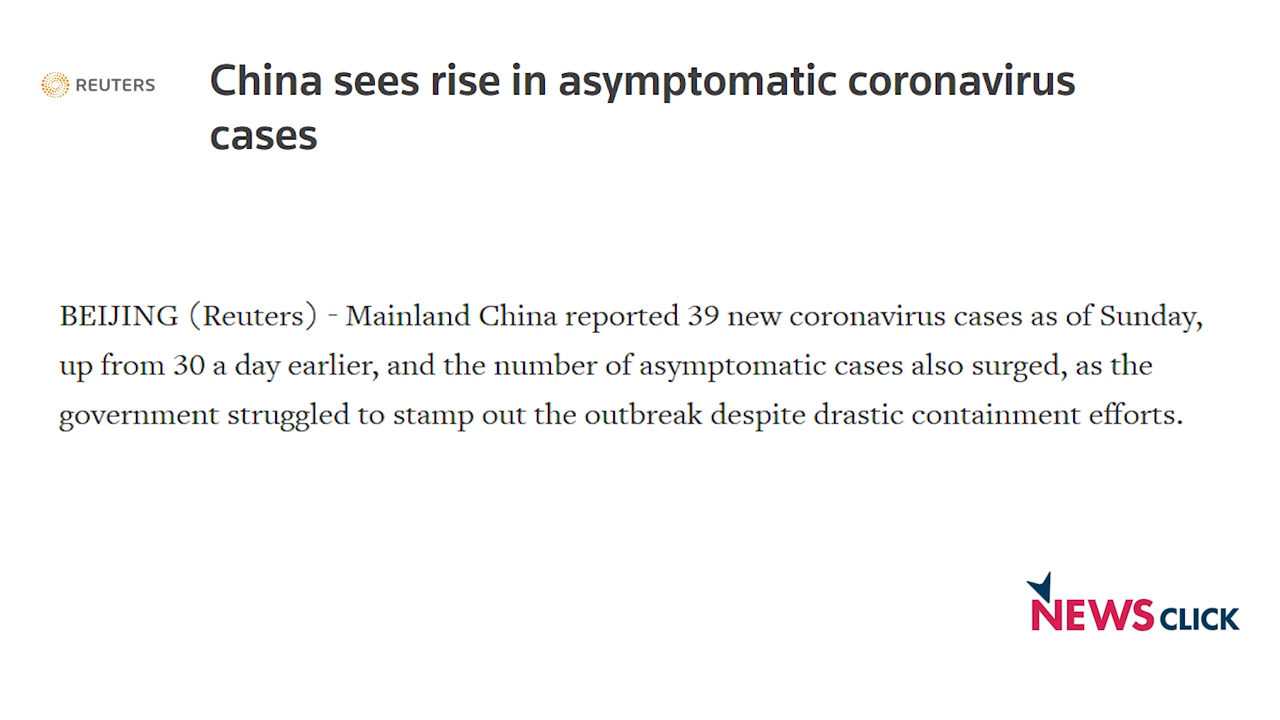 REUTERS
China sees rise in asymptomatic coronavirus
cases
BEIJING (Reuters) - Mainland China reported 39 new coronavirus cases as of Sunday,
up from 30 a day earlier, and the number of asymptomatic cases also surged, as the
government struggled to stamp out the outbreak despite drastic containment efforts.
NEWS CLICK